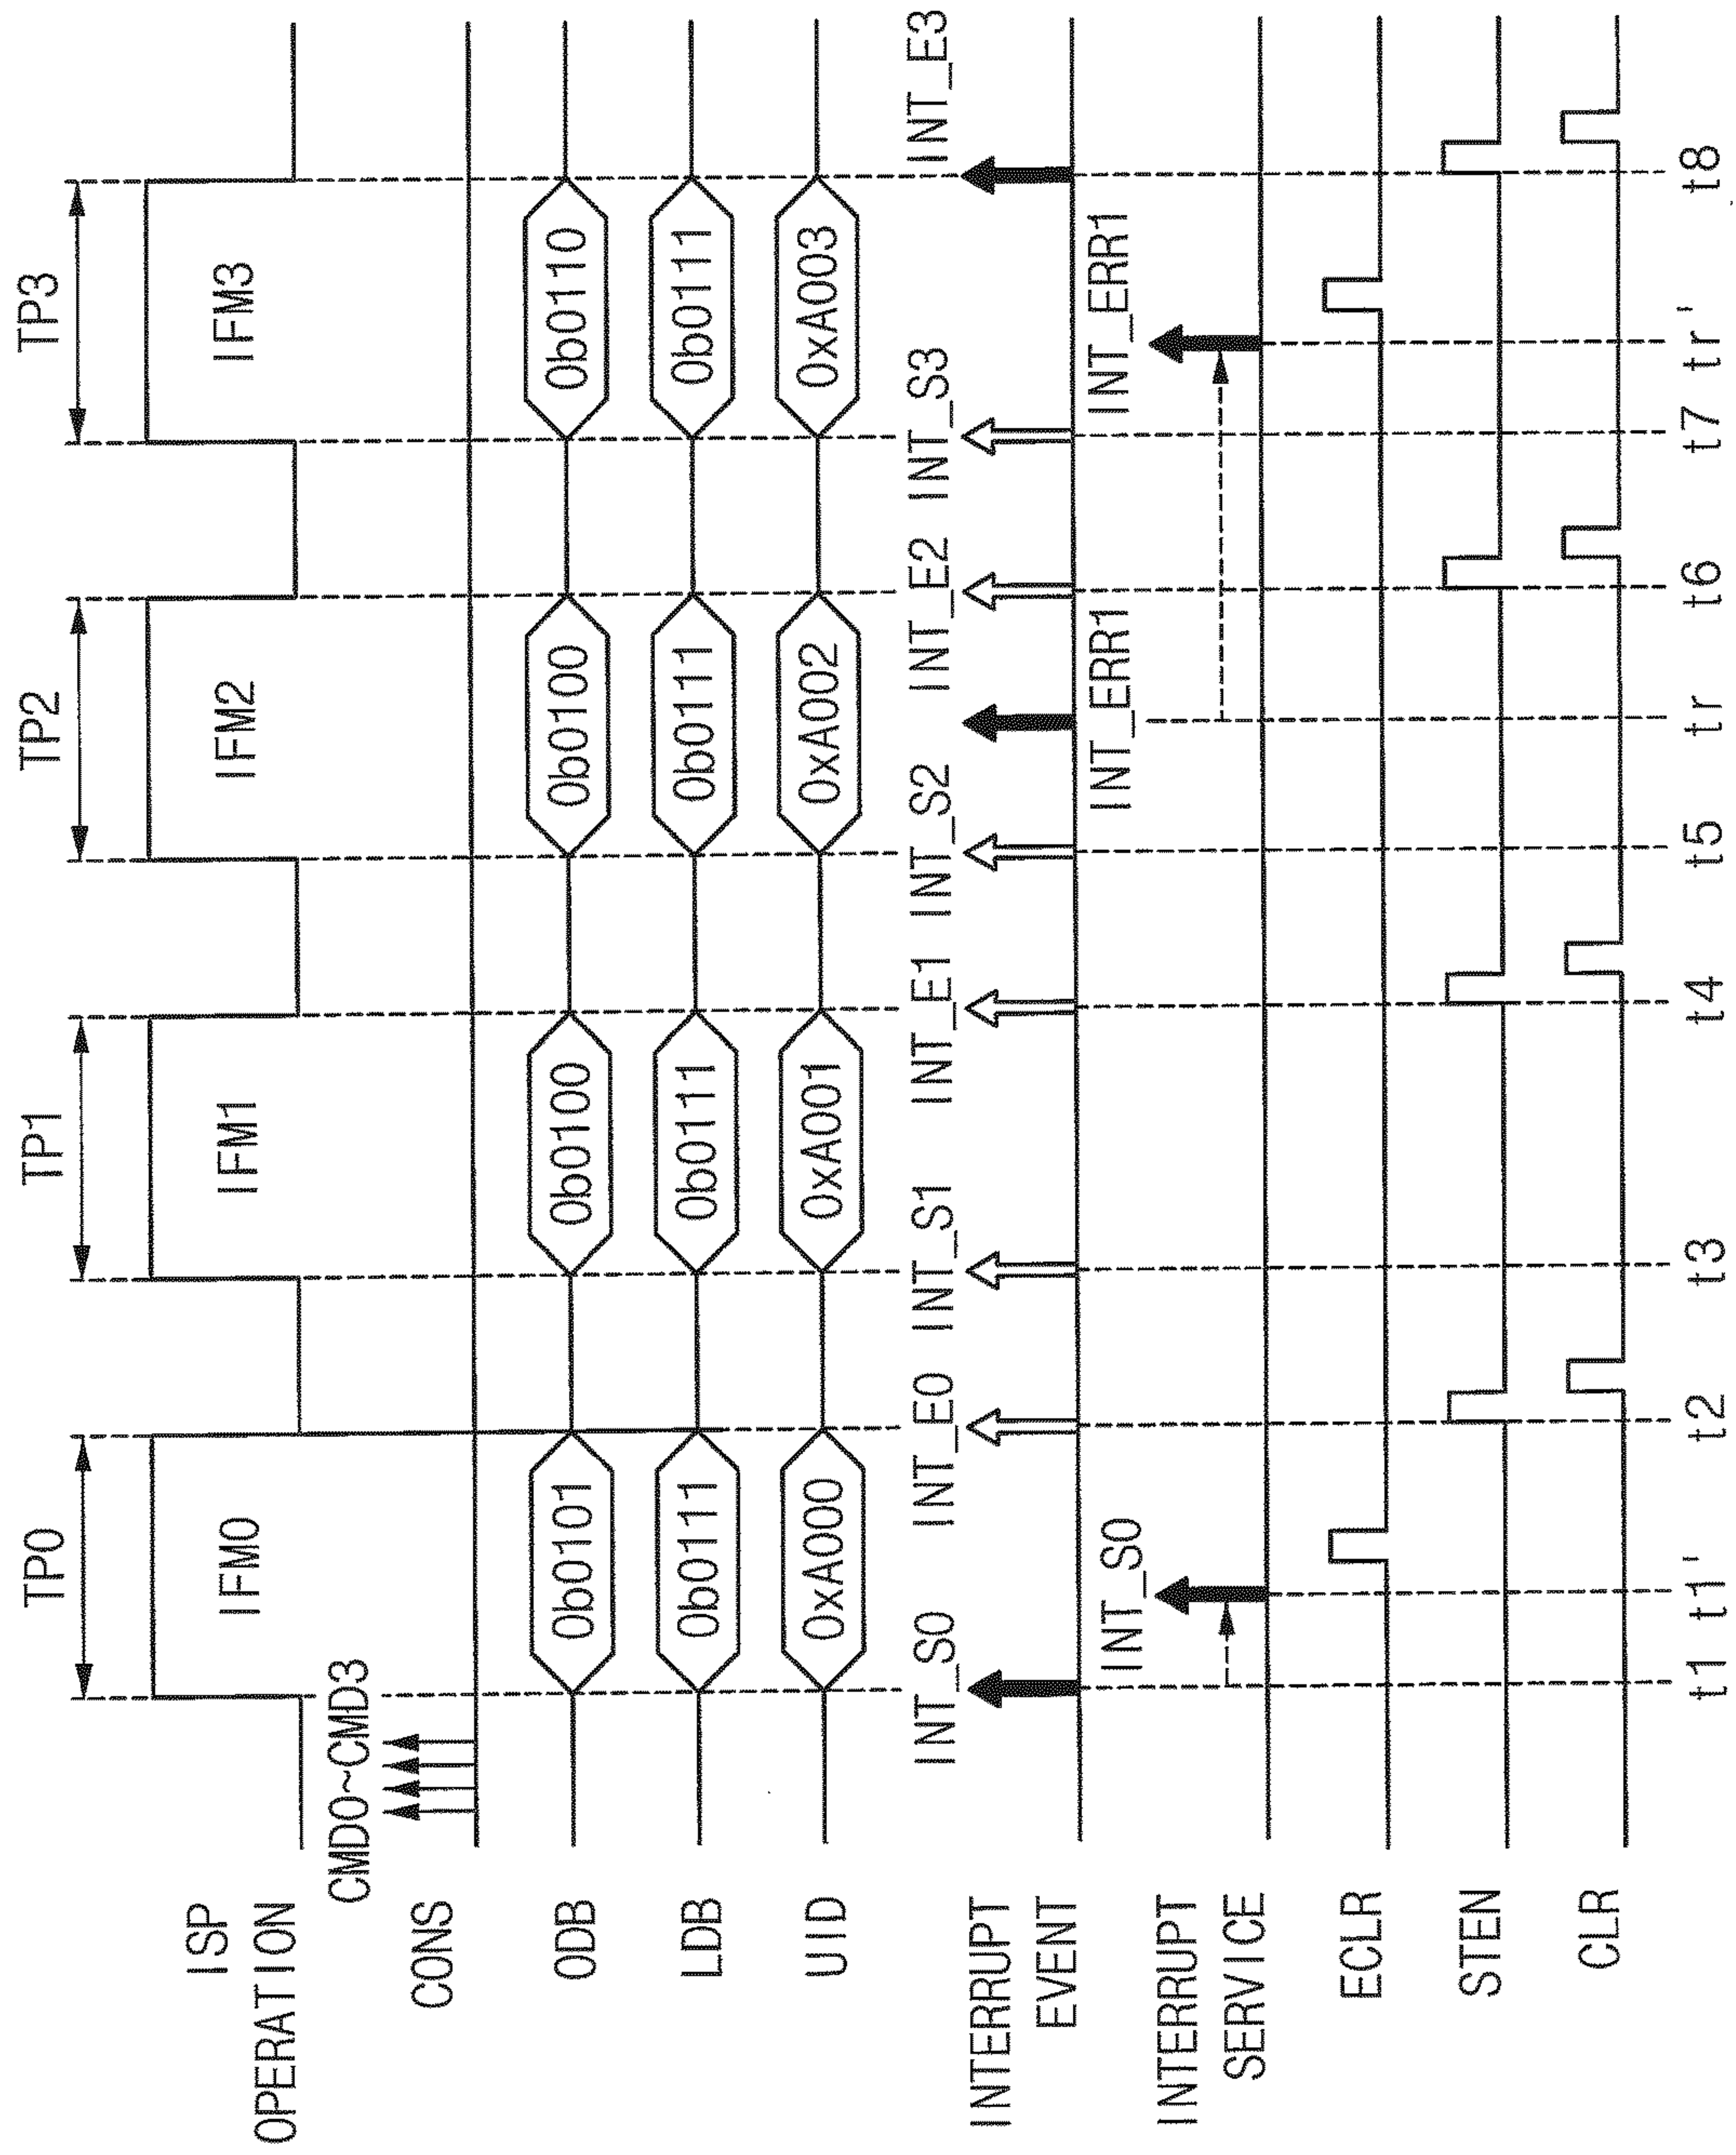 TP0 TP1 TP2 TP3
ISP
OPERATION
IFM0 IFM1 IFM2 IFM3
CMD0~CMD3
CONS
ODB 0b0101 0b0100 0b0100 0b0110
LDB 0b0111 0b0111 0b0111 0b0111
UID 0xA000 0xA001 0xA002 0xA003
INT_S0 INT_E0 INT_S1 INT_E1 INT_S2 INT_E2 INT_S3 INT_E3
INTERRUPT
EVENT
INT_S0 INT_ERR1 INT_ERR1
INTERRUPT
SERVICE
ECLR
STEN
CLR
t1 t1' t2 t3 t4 t5 tr t6 t7 tr' t8